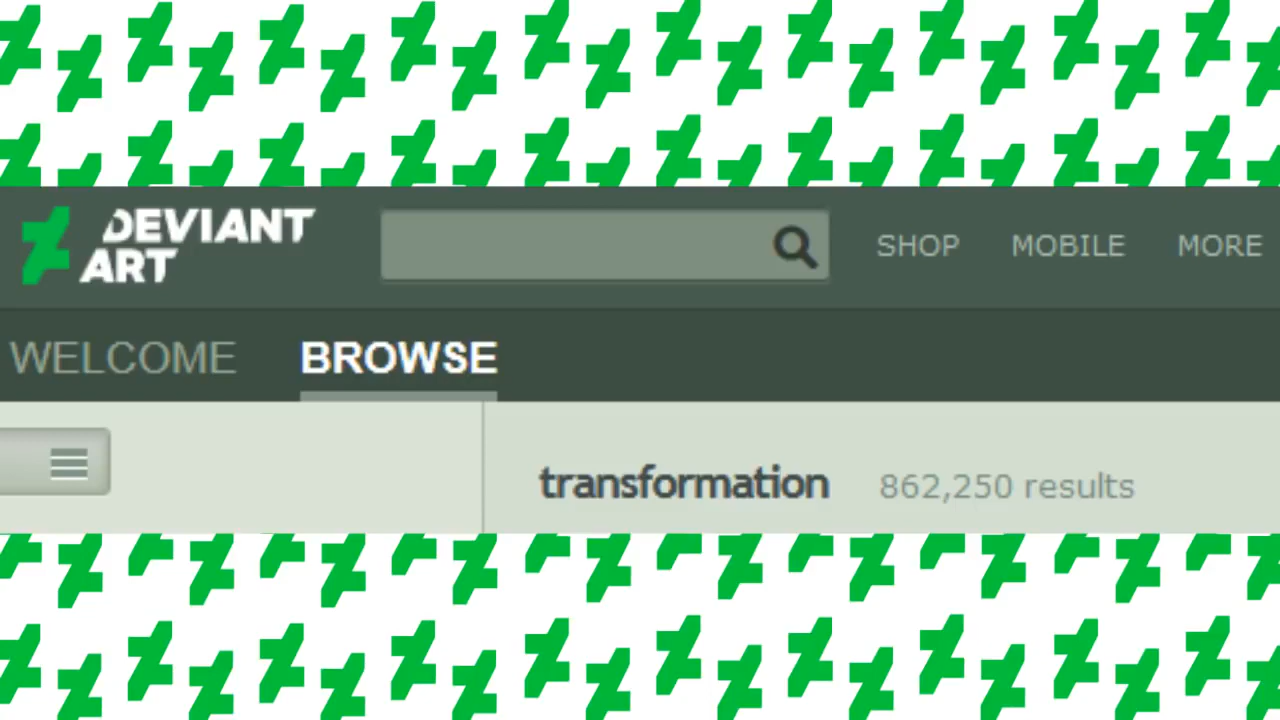 DEVIANT
ART
SHOP MOBILE MORE
WELCOME BROWSE
transformation 862,250 results